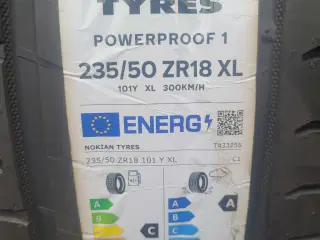 TYRES
POWERPROOF 1
235/50 ZR18 XL
101Y XL 300KM/H
ENERG
NOKIAN TYRES
235/50 ZR18 101 Y XL C1
A A
B C A